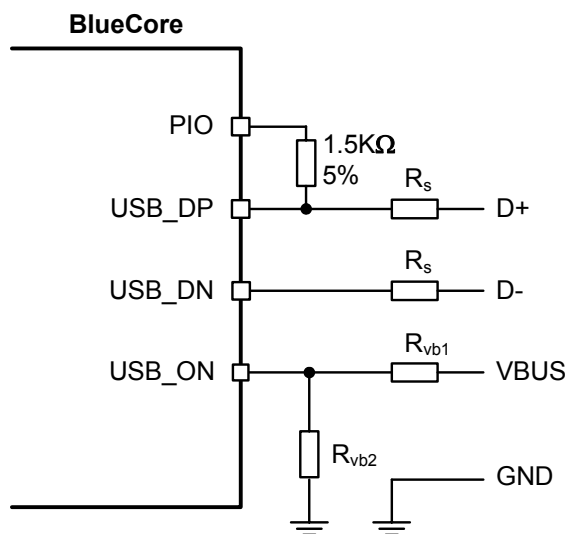 BlueCore
PIO
1.5KΩ
5%
USB_DP
Rs
D+
Rs
USB_DN
D-
Rvb1
USB_ON
VBUS
Rvb2
GND